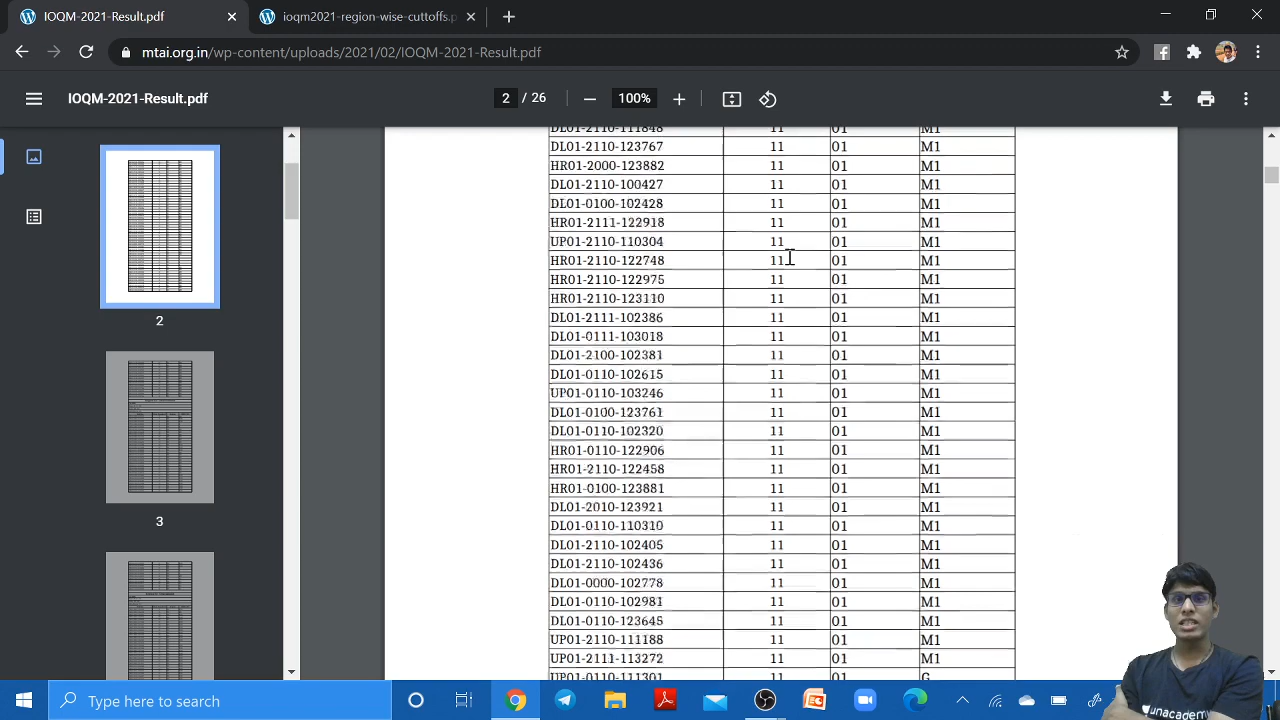 IOQM-2021-Result.pdf
ioqm2021-region-wise-cuttoffs.p
mtai.org.in/wp-content/uploads/2021/02/IOQM-2021-Result.pdf
IOQM-2021-Result.pdf
2 / 26
100%
DL01-2110-111848 11 01 M1
DL01-2110-123767 11 01 M1
HR01-2000-123882 11 01 M1
DL01-2110-100427 11 01 M1
DL01-0100-102428 11 01 M1
HR01-2111-122918 11 01 M1
UP01-2110-110304 11 01 M1
HR01-2110-122748 11 01 M1
HR01-2110-122975 11 01 M1
HR01-2110-123110 11 01 M1
DL01-2111-102386 11 01 M1
DL01-0111-103018 11 01 M1
DL01-2100-102381 11 01 M1
DL01-0110-102615 11 01 M1
UP01-0110-103246 11 01 M1
DL01-0100-123761 11 01 M1
DL01-0110-102320 11 01 M1
HR01-0110-122906 11 01 M1
HR01-2110-122458 11 01 M1
HR01-0100-123881 11 01 M1
DL01-2010-123921 11 01 M1
DL01-0110-110310 11 01 M1
DL01-2110-102405 11 01 M1
DL01-2110-102436 11 01 M1
DL01-0000-102778 11 01 M1
DL01-0110-102981 11 01 M1
DL01-0110-123645 11 01 M1
UP01-2110-111188 11 01 M1
UP01-2111-113272 11 01 M1
UP01-0110-111301 11 01 G
2
3
unacademy
Type here to search